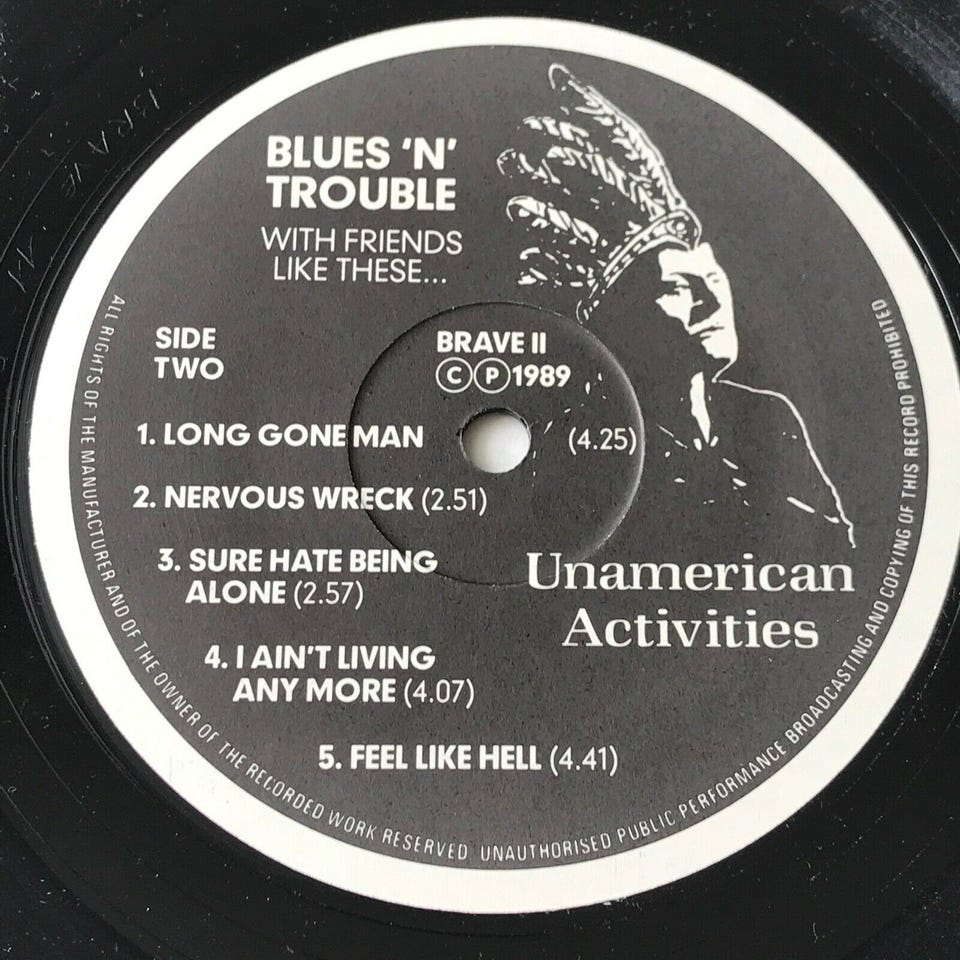 BLUES 'N'
TROUBLE
WITH FRIENDS
LIKE THESE...
SIDE
TWO
BRAVE II
ⒸⓅ1989
1. LONG GONE MAN (4.25)
2. NERVOUS WRECK (2.51)
3. SURE HATE BEING
ALONE (2.57)
4. I AIN'T LIVING
ANY MORE (4.07)
5. FEEL LIKE HELL (4.41)
Unamerican
Activities
ALL RIGHTS OF THE MANUFACTURER AND OF THE OWNER OF THE RECORDED WORK RESERVED UNAUTHORISED PUBLIC PERFORMANCE BROADCASTING AND COPYING OF THIS RECORD PROHIBITED
BRAVE